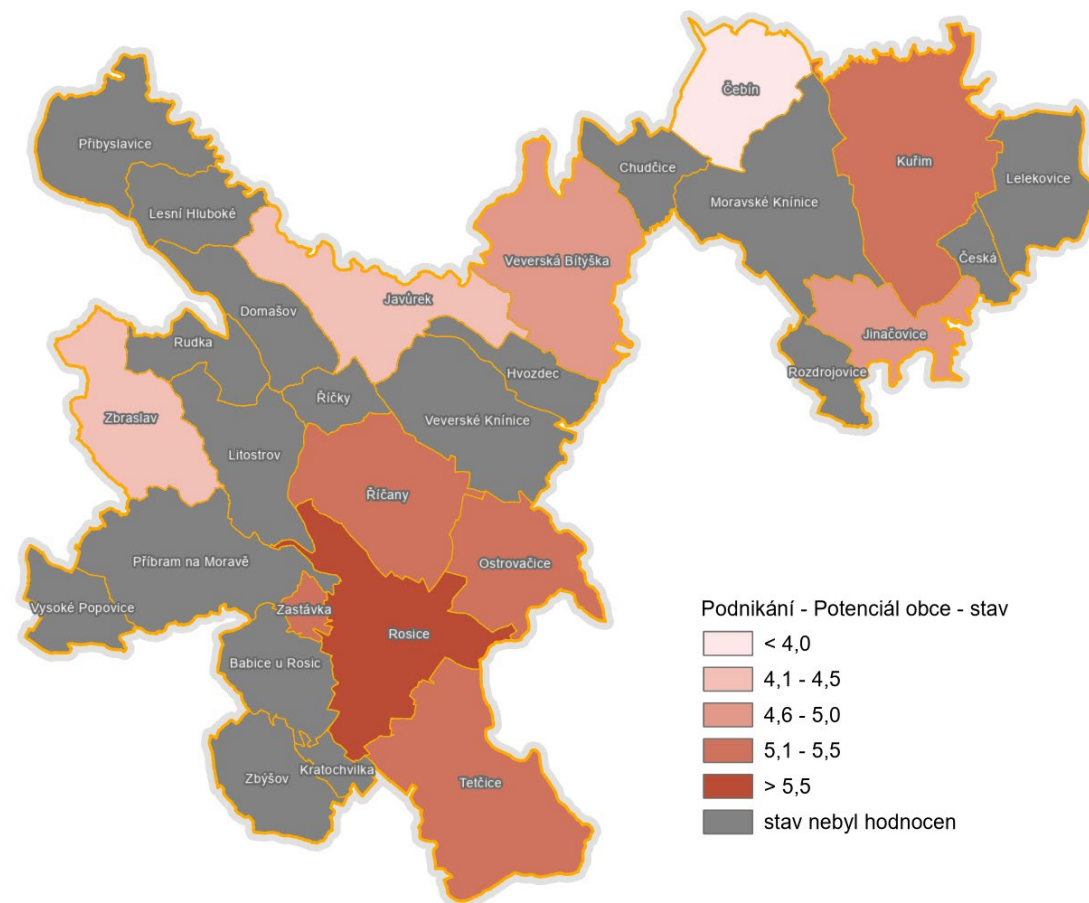 Čebín
Přibyslavice
Kuřim
Chudčice
Lelekovice
Moravské Knínice
Lesní Hluboké
Česká
Veverská Bítýška
Javůrek
Domašov
Jinačovice
Rudka
Hvozdec
Rozdrojovice
Říčky
Zbraslav
Veverské Knínice
Litostrov
Říčany
Příbram na Moravě
Ostrovačice
Vysoké Popovice
Zastávka
Rosice
Babice u Rosic
Kratochvilka
Zbýšov
Tetčice
Podnikání - Potenciál obce - stav
< 4,0
4,1 - 4,5
4,6 - 5,0
5,1 - 5,5
> 5,5
stav nebyl hodnocen